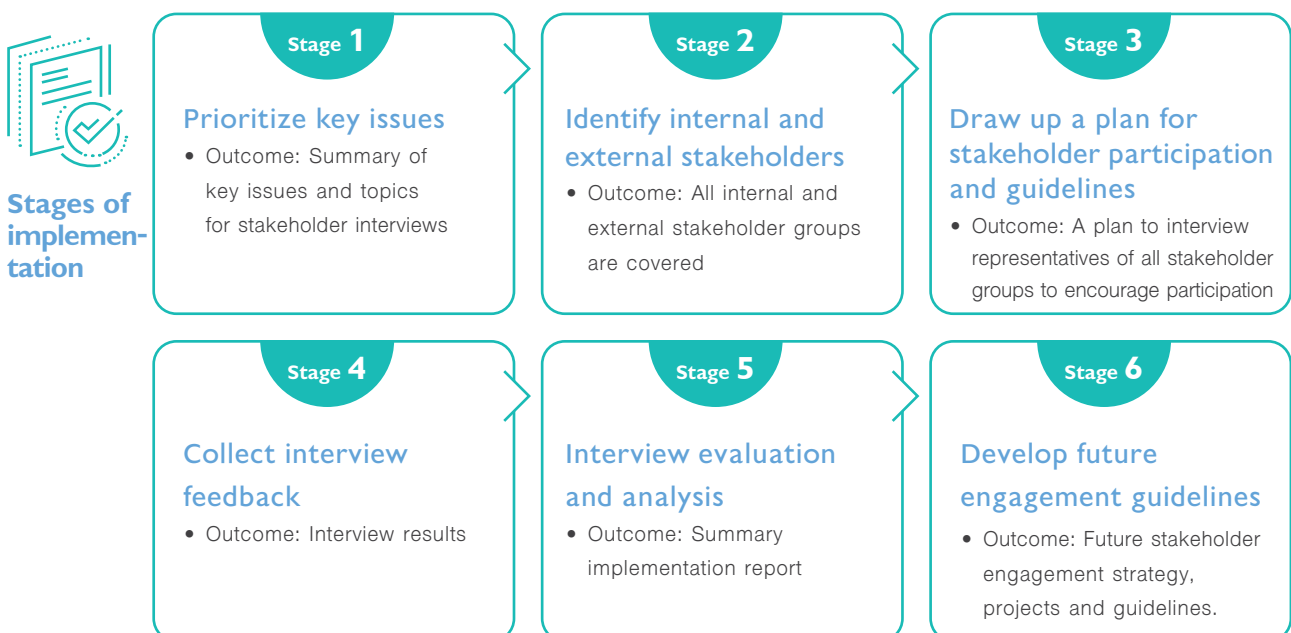 Stages of
implemen-
tation
Stage 1
Prioritize key issues
• Outcome: Summary of
key issues and topics
for stakeholder interviews
Stage 2
Identify internal and
external stakeholders
• Outcome: All internal and
external stakeholder groups
are covered
Stage 3
Draw up a plan for
stakeholder participation
and guidelines
• Outcome: A plan to interview
representatives of all stakeholder
groups to encourage participation
Stage 4
Collect interview
feedback
• Outcome: Interview results
Stage 5
Interview evaluation
and analysis
• Outcome: Summary
implementation report
Stage 6
Develop future
engagement guidelines
• Outcome: Future stakeholder
engagement strategy,
projects and guidelines.